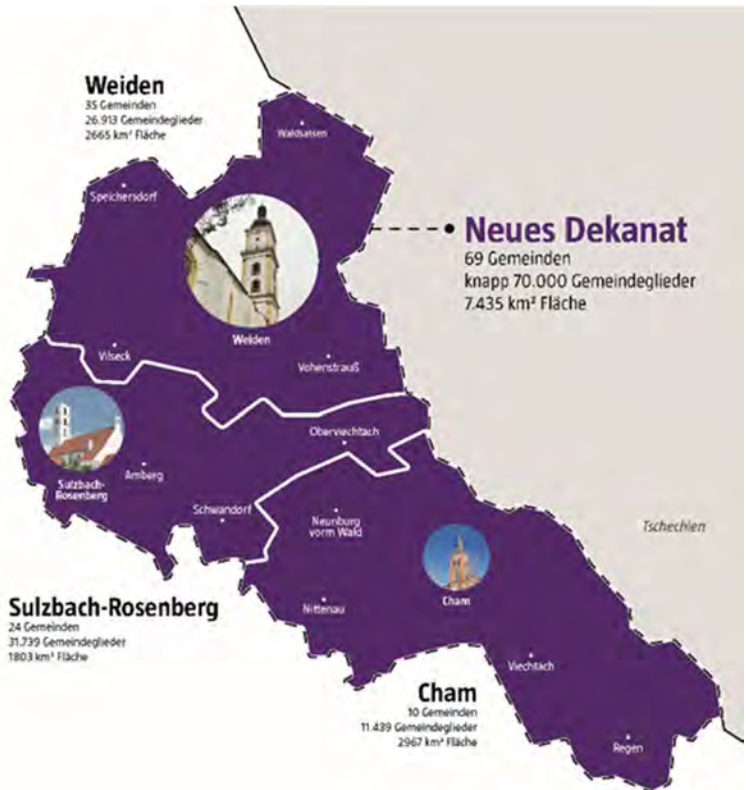 Weiden
35 Gemeinden
26.913 Gemeindeglieder
2665 km² Fläche
Waldsassen
Speichersdorf
Neues Dekanat
69 Gemeinden
knapp 70.000 Gemeindeglieder
7.435 km² Fläche
Weiden
Vilseck
Vohenstrauß
Oberviechtach
Sulzbach-
Rosenberg
Amberg
Schwandorf
Neunburg
vorm Wald
Tschechien
Cham
Nittenau
Sulzbach-Rosenberg
24 Gemeinden
31.739 Gemeindeglieder
1803 km² Fläche
Viechtach
Cham
10 Gemeinden
11.439 Gemeindeglieder
2967 km² Fläche
Regen